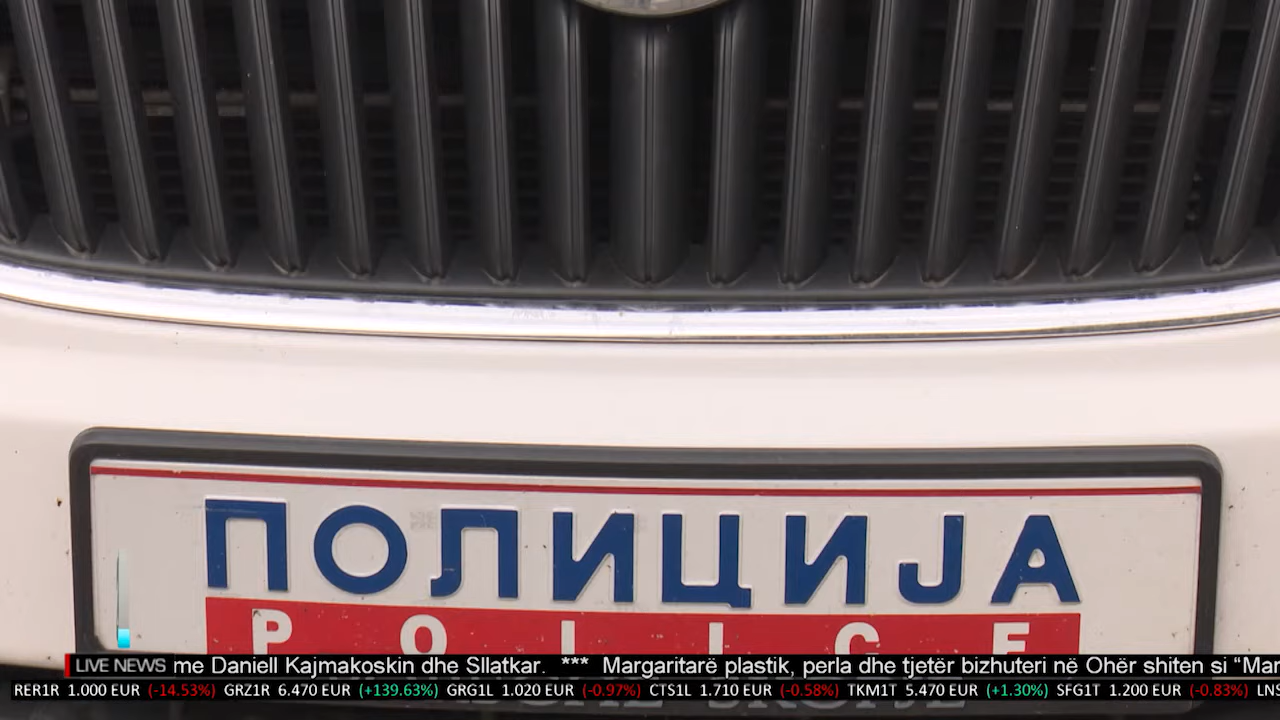 ПОЛИЦИЈА
POLICE
LIVE NEWS me Daniell Kajmakoskin dhe Sllatkar. *** Margaritarë plastik, perla dhe tjetër bizhuteri në Ohër shiten si “Mar
RER1R 1.000 EUR (-14.53%) GRZ1R 6.470 EUR (+139.63%) GRG1L 1.020 EUR (-0.97%) CTS1L 1.710 EUR (-0.58%) TKM1T 5.470 EUR (+1.30%) SFG1T 1.200 EUR (-0.83%) LNS